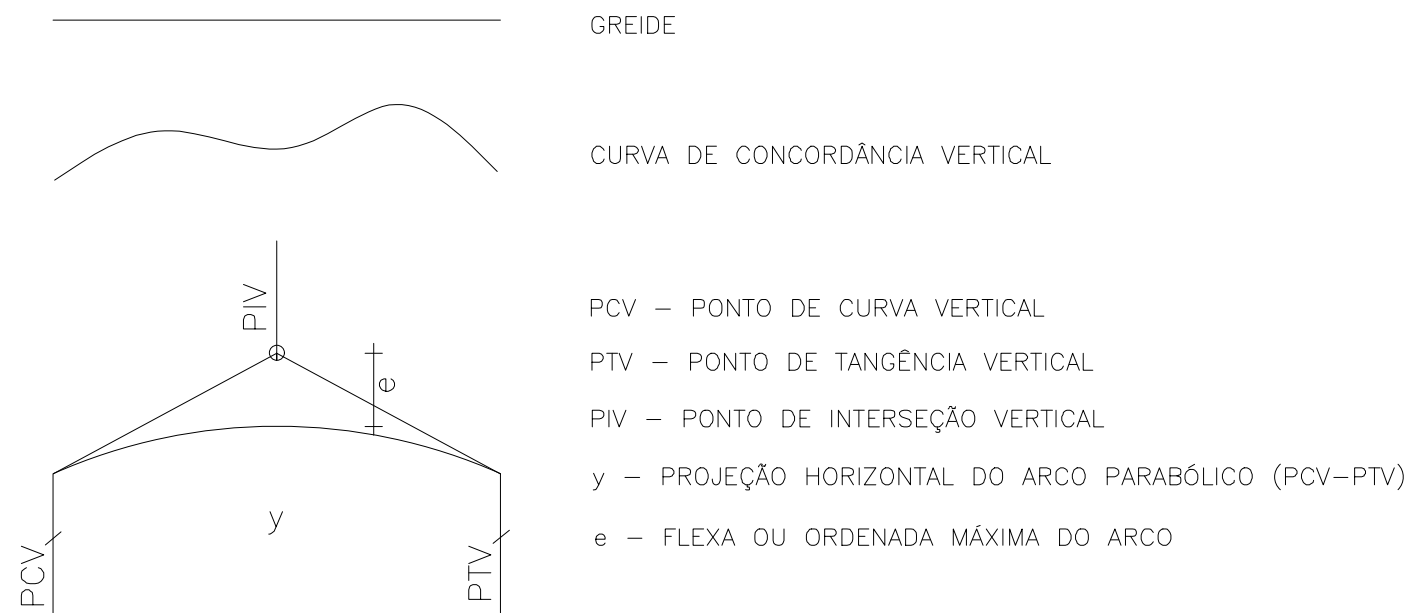 GREIDE
CURVA DE CONCORDÂNCIA VERTICAL
PIV
e
y
PCV
PTV
PCV – PONTO DE CURVA VERTICAL
PTV – PONTO DE TANGÊNCIA VERTICAL
PIV – PONTO DE INTERSEÇÃO VERTICAL
y – PROJEÇÃO HORIZONTAL DO ARCO PARABÓLICO (PCV–PTV)
e – FLEXA OU ORDENADA MÁXIMA DO ARCO